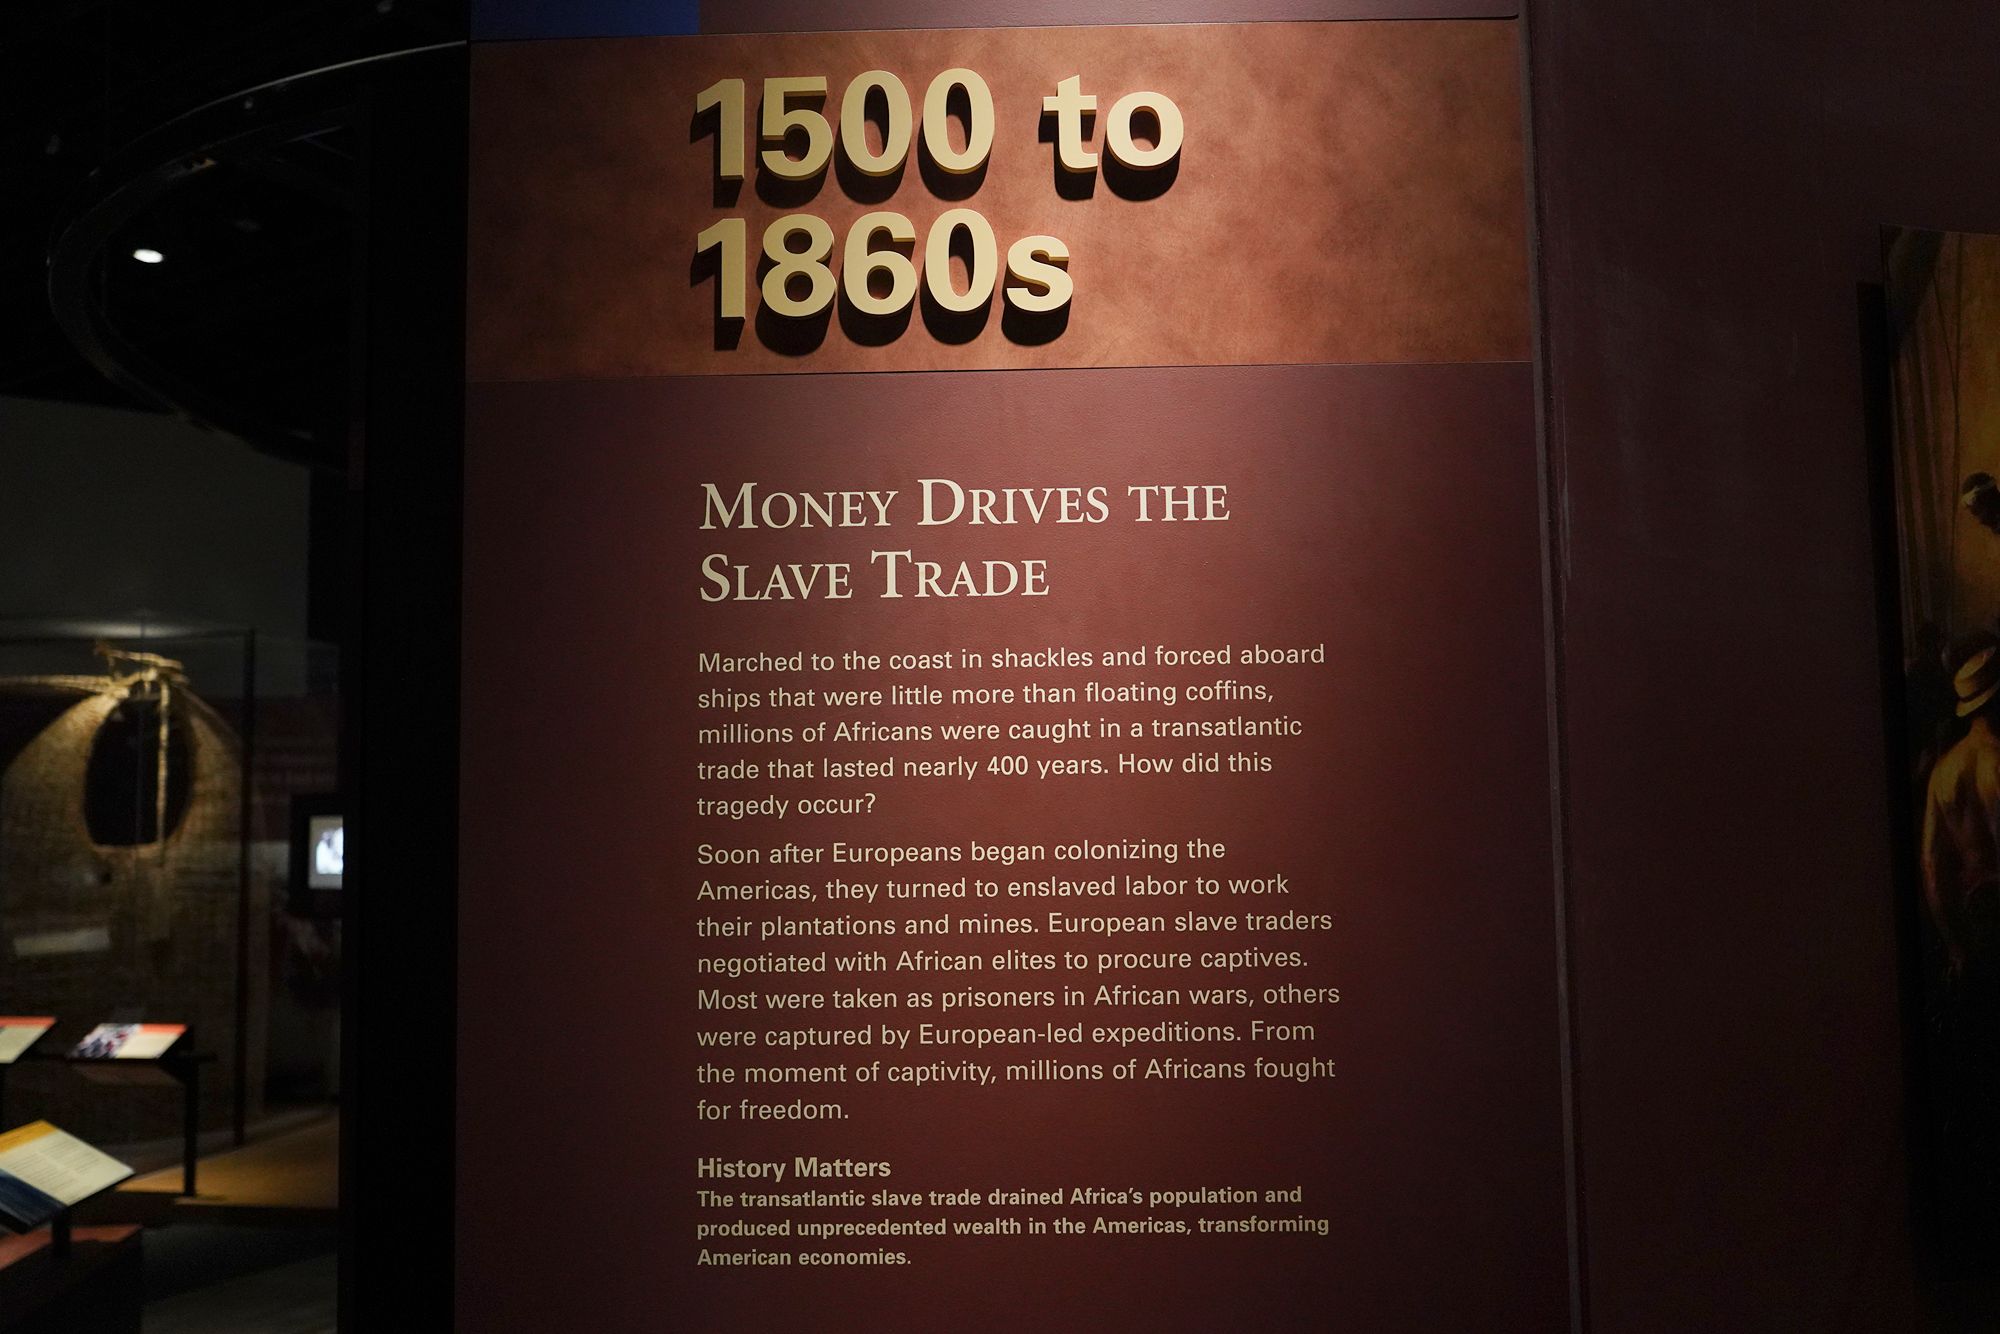 1500 to
1860s
Money Drives the
Slave Trade
Marched to the coast in shackles and forced aboard
ships that were little more than floating coffins,
millions of Africans were caught in a transatlantic
trade that lasted nearly 400 years. How did this
tragedy occur?
Soon after Europeans began colonizing the
Americas, they turned to enslaved labor to work
their plantations and mines. European slave traders
negotiated with African elites to procure captives.
Most were taken as prisoners in African wars, others
were captured by European-led expeditions. From
the moment of captivity, millions of Africans fought
for freedom.
History Matters
The transatlantic slave trade drained Africa’s population and
produced unprecedented wealth in the Americas, transforming
American economies.